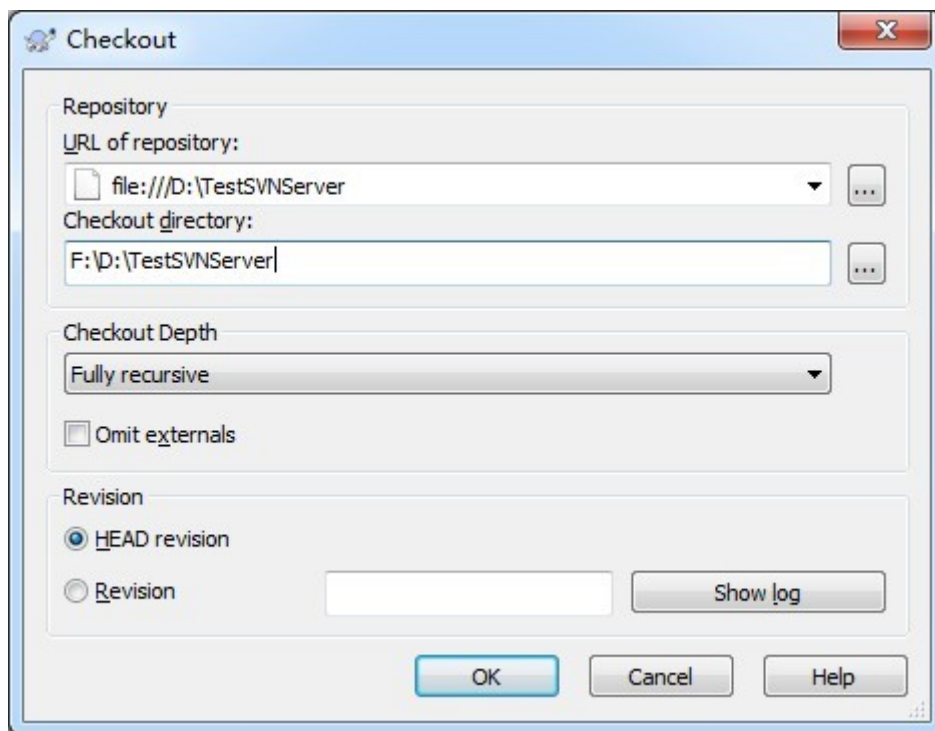 Checkout
Repository
URL of repository:
file:///D:\TestSVNServer
...
Checkout directory:
F:\D:\TestSVNServer
...
Checkout Depth
Fully recursive
Omit externals
Revision
HEAD revision
Revision
Show log
OK Cancel Help